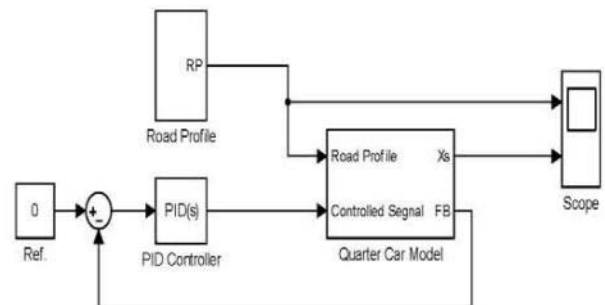 RP
Road Profile
Road Profile
Xs
Scope
0
+
-
PID(s)
Controlled Segnal
FB
Ref.
PID Controller
Quarter Car Model